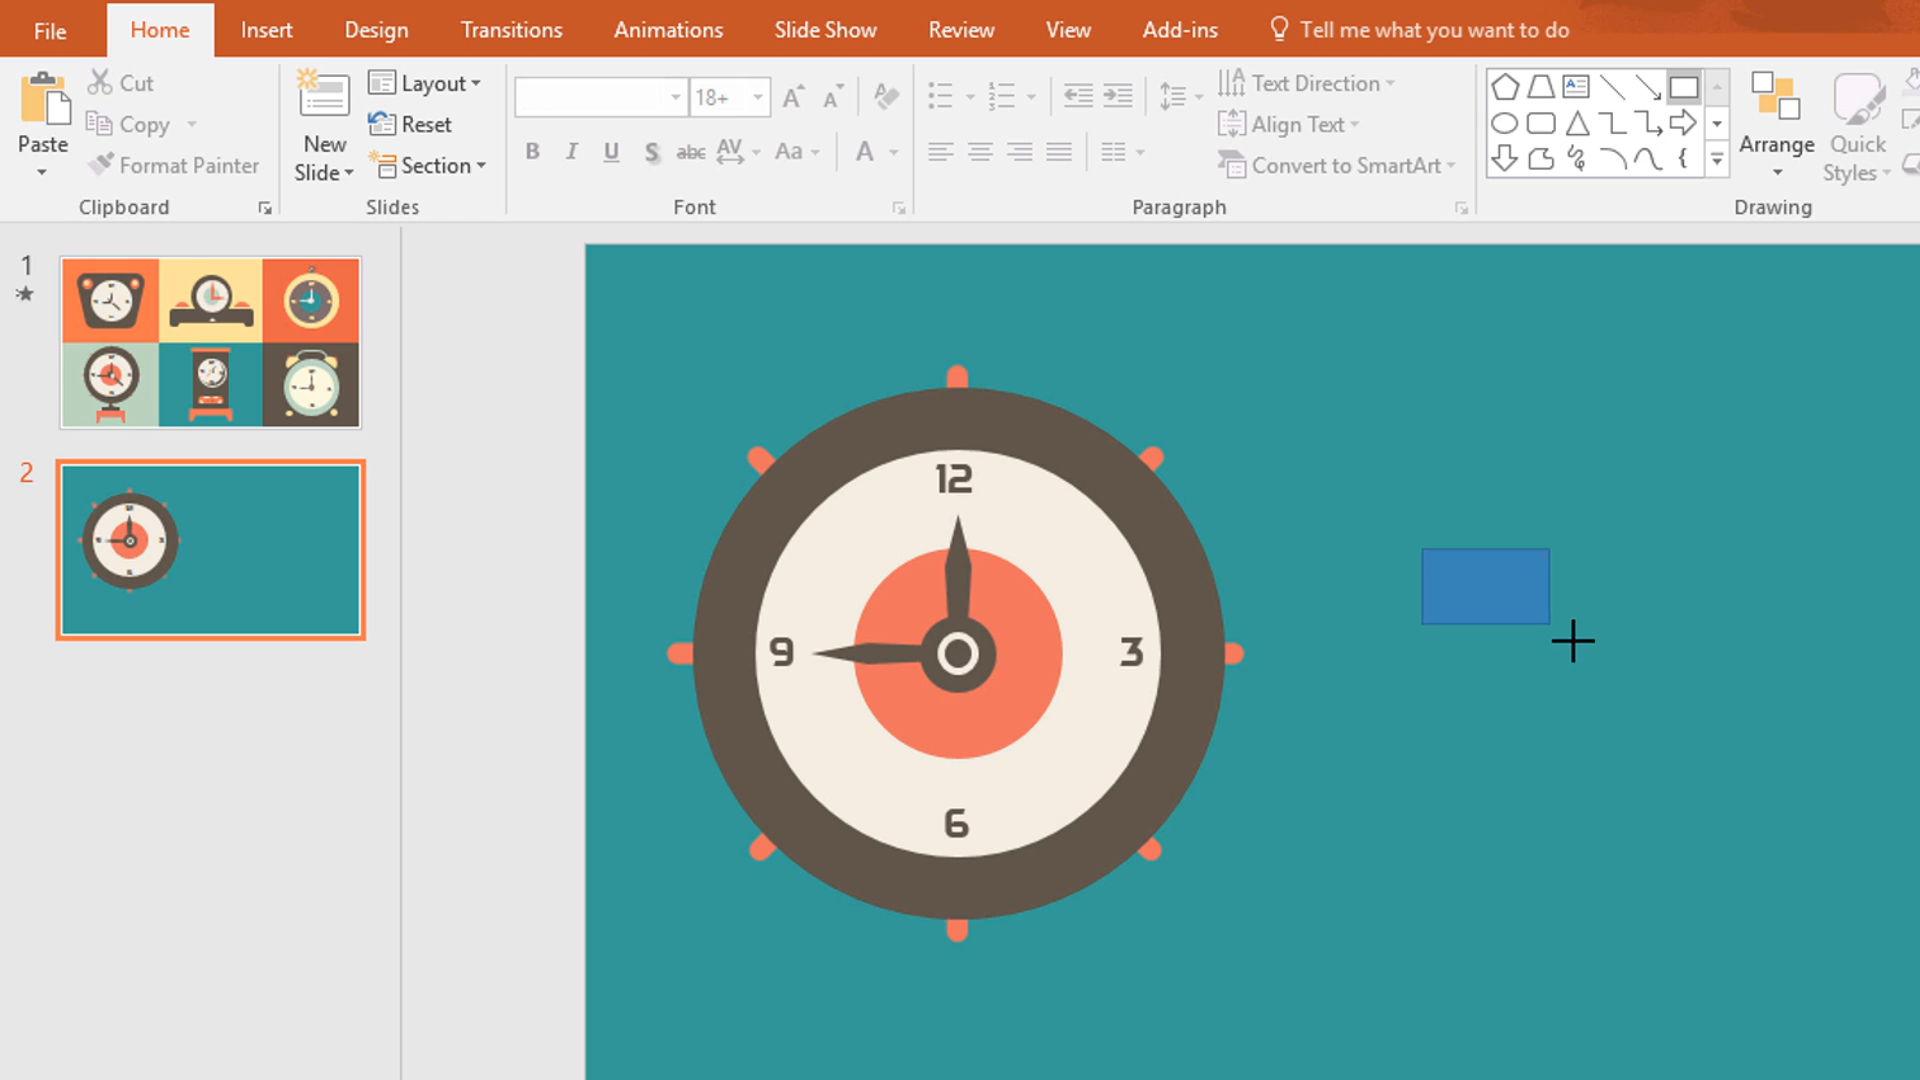 File Home Insert Design Transitions Animations Slide Show Review View Add-ins Tell me what you want to do
Paste
Cut
Copy
Format Painter
Clipboard
New
Slide
Layout
Reset
Section
Slides
18+
B I U S abc AV Aa A
Font
Text Direction
Align Text
Convert to SmartArt
Paragraph
Arrange
Quick
Styles
Drawing
1
2
12
9
3
6